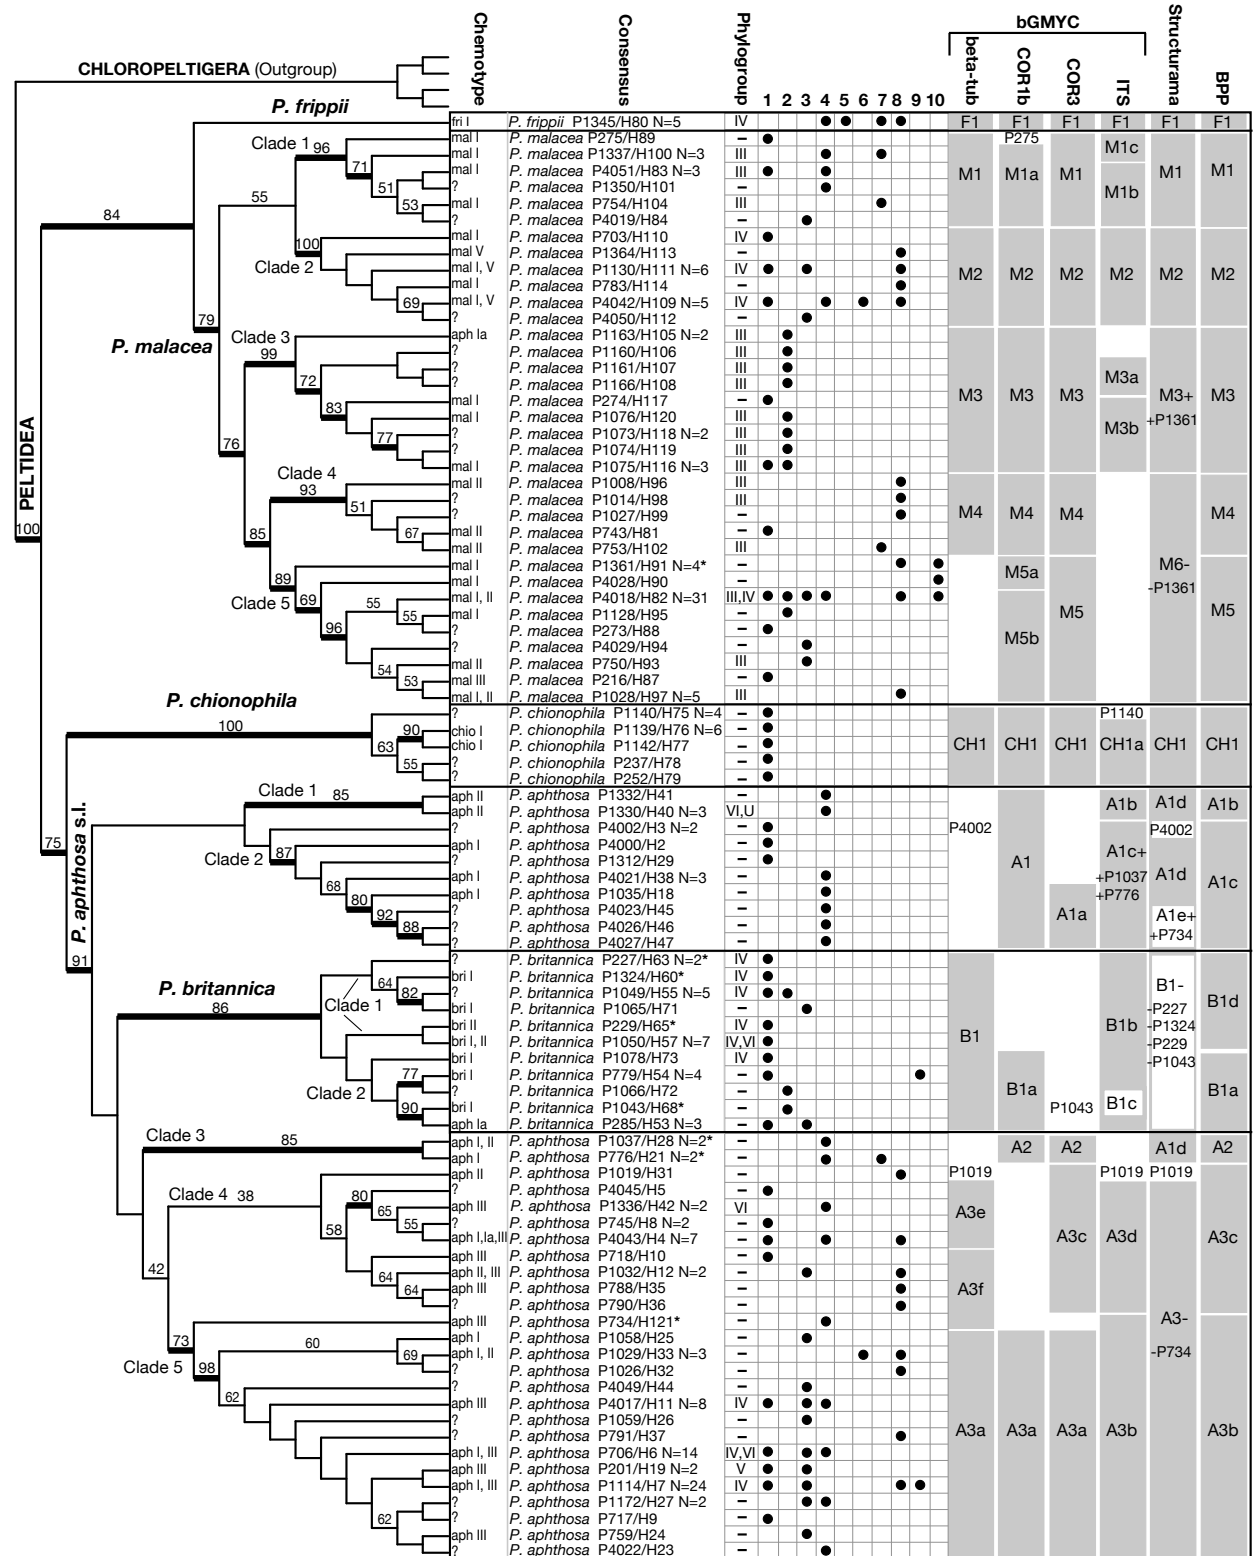 Chemotype
Consensus
Phylogroup
1 2 3 4 5 6 7 8 9 10
bGMYC
beta-tub
COR1b
COR3
ITS
Structurama
BPP
CHLOROPELTIGERA (Outgroup)
PELTIDEA
100
84
P. frippii
fri I P. frippii P1345/H80 N=5 IV F1 F1 F1 F1 F1 F1
79
P. malacea
55
Clade 1 96
71
51
53
mal I P. malacea P275/H89 – P275
mal I P. malacea P1337/H100 N=3 III M1c
mal I P. malacea P4051/H83 N=3 III M1 M1a M1 M1 M1
? P. malacea P1350/H101 – M1b
mal I P. malacea P754/H104 III
? P. malacea P4019/H84 –
100
Clade 2
69
mal I P. malacea P703/H110 IV
mal V P. malacea P1364/H113 –
mal I, V P. malacea P1130/H111 N=6 IV M2 M2 M2 M2 M2 M2
mal I P. malacea P783/H114 –
mal I, V P. malacea P4042/H109 N=5 IV
? P. malacea P4050/H112 –
76
Clade 3
99
72
83
77
aph Ia P. malacea P1163/H105 N=2 III
? P. malacea P1160/H106 III
? P. malacea P1161/H107 III
? P. malacea P1166/H108 III M3a
mal I P. malacea P274/H117 – M3 M3 M3 M3+ M3
mal I P. malacea P1076/H120 III +P1361
? P. malacea P1073/H118 N=2 III M3b
? P. malacea P1074/H119 III
mal I P. malacea P1075/H116 N=3 III
85
Clade 4
93
51
67
mal II P. malacea P1008/H96 III
? P. malacea P1014/H98 III
? P. malacea P1027/H99 – M4 M4 M4 M4
mal II P. malacea P743/H81 –
mal II P. malacea P753/H102 III
89
Clade 5
69
96
55
55
54
53
mal I P. malacea P1361/H91 N=4* – M5a M6-
mal I P. malacea P4028/H90 – -P1361
mal I, II P. malacea P4018/H82 N=31 III,IV
mal I P. malacea P1128/H95 – M5 M5
? P. malacea P273/H88 – M5b
? P. malacea P4029/H94 –
mal II P. malacea P750/H93 III
mal III P. malacea P216/H87 –
mal I, II P. malacea P1028/H97 N=5 III
75
P. chionophila
100
63
90
55
? P. chionophila P1140/H75 N=4 – P1140
chio I P. chionophila P1139/H76 N=6 –
chio I P. chionophila P1142/H77 – CH1 CH1 CH1 CH1a CH1 CH1
? P. chionophila P237/H78 –
? P. chionophila P252/H79 –
P. aphthosa s.l.
91
Clade 1
85
aph II P. aphthosa P1332/H41 –
aph II P. aphthosa P1330/H40 N=3 VI,U A1b A1d A1b
Clade 2
87
68
80
92
88
? P. aphthosa P4002/H3 N=2 – P4002 P4002
aph I P. aphthosa P4000/H2 – A1c+
? P. aphthosa P1312/H29 – A1
aph I P. aphthosa P4021/H38 N=3 – +P1037 A1d A1c
aph I P. aphthosa P1035/H18 – +P776
? P. aphthosa P4023/H45 – A1a A1e+
? P. aphthosa P4026/H46 – +P734
? P. aphthosa P4027/H47 –
P. britannica
86
Clade 1
64
82
? P. britannica P227/H63 N=2* IV
bri I P. britannica P1324/H60* IV B1-
? P. britannica P1049/H55 N=5 IV -P227 B1d
bri I P. britannica P1065/H71 – -P1324
bri II P. britannica P229/H65* IV B1 B1b -P229
bri I, II P. britannica P1050/H57 N=7 IV,VI -P1043
Clade 2
77
90
bri I P. britannica P1078/H73 IV
bri I P. britannica P779/H54 N=4 –
? P. britannica P1066/H72 – B1a B1a
bri I P. britannica P1043/H68* – P1043 B1c
aph Ia P. britannica P285/H53 N=3 –
Clade 3
85
aph I, II P. aphthosa P1037/H28 N=2* – A2 A2 A1d A2
aph I P. aphthosa P776/H21 N=2* –
42
Clade 4 38
58
80
65
55
64
64
aph II P. aphthosa P1019/H31 – P1019 P1019 P1019
? P. aphthosa P4045/H5 –
aph III P. aphthosa P1336/H42 N=2 VI A3e
? P. aphthosa P745/H8 N=2 –
aph I,Ia,III P. aphthosa P4043/H4 N=7 – A3c A3d A3c
aph III P. aphthosa P718/H10 –
aph II, III P. aphthosa P1032/H12 N=2 –
aph III P. aphthosa P788/H35 – A3f
? P. aphthosa P790/H36 –
73
Clade 5
98
60
69
62
62
aph III P. aphthosa P734/H121* – A3-
aph I P. aphthosa P1058/H25 –
aph I, II P. aphthosa P1029/H33 N=3 – -P734
? P. aphthosa P1026/H32 –
? P. aphthosa P4049/H44 –
aph III P. aphthosa P4017/H11 N=8 IV
? P. aphthosa P1059/H26 –
? P. aphthosa P791/H37 – A3a A3a A3a A3b A3b
aph I, III P. aphthosa P706/H6 N=14 IV,VI
aph III P. aphthosa P201/H19 N=2 V
aph I, III P. aphthosa P1114/H7 N=24 IV
? P. aphthosa P1172/H27 N=2 –
? P. aphthosa P717/H9 –
aph III P. aphthosa P759/H24 –
? P. aphthosa P4022/H23 –